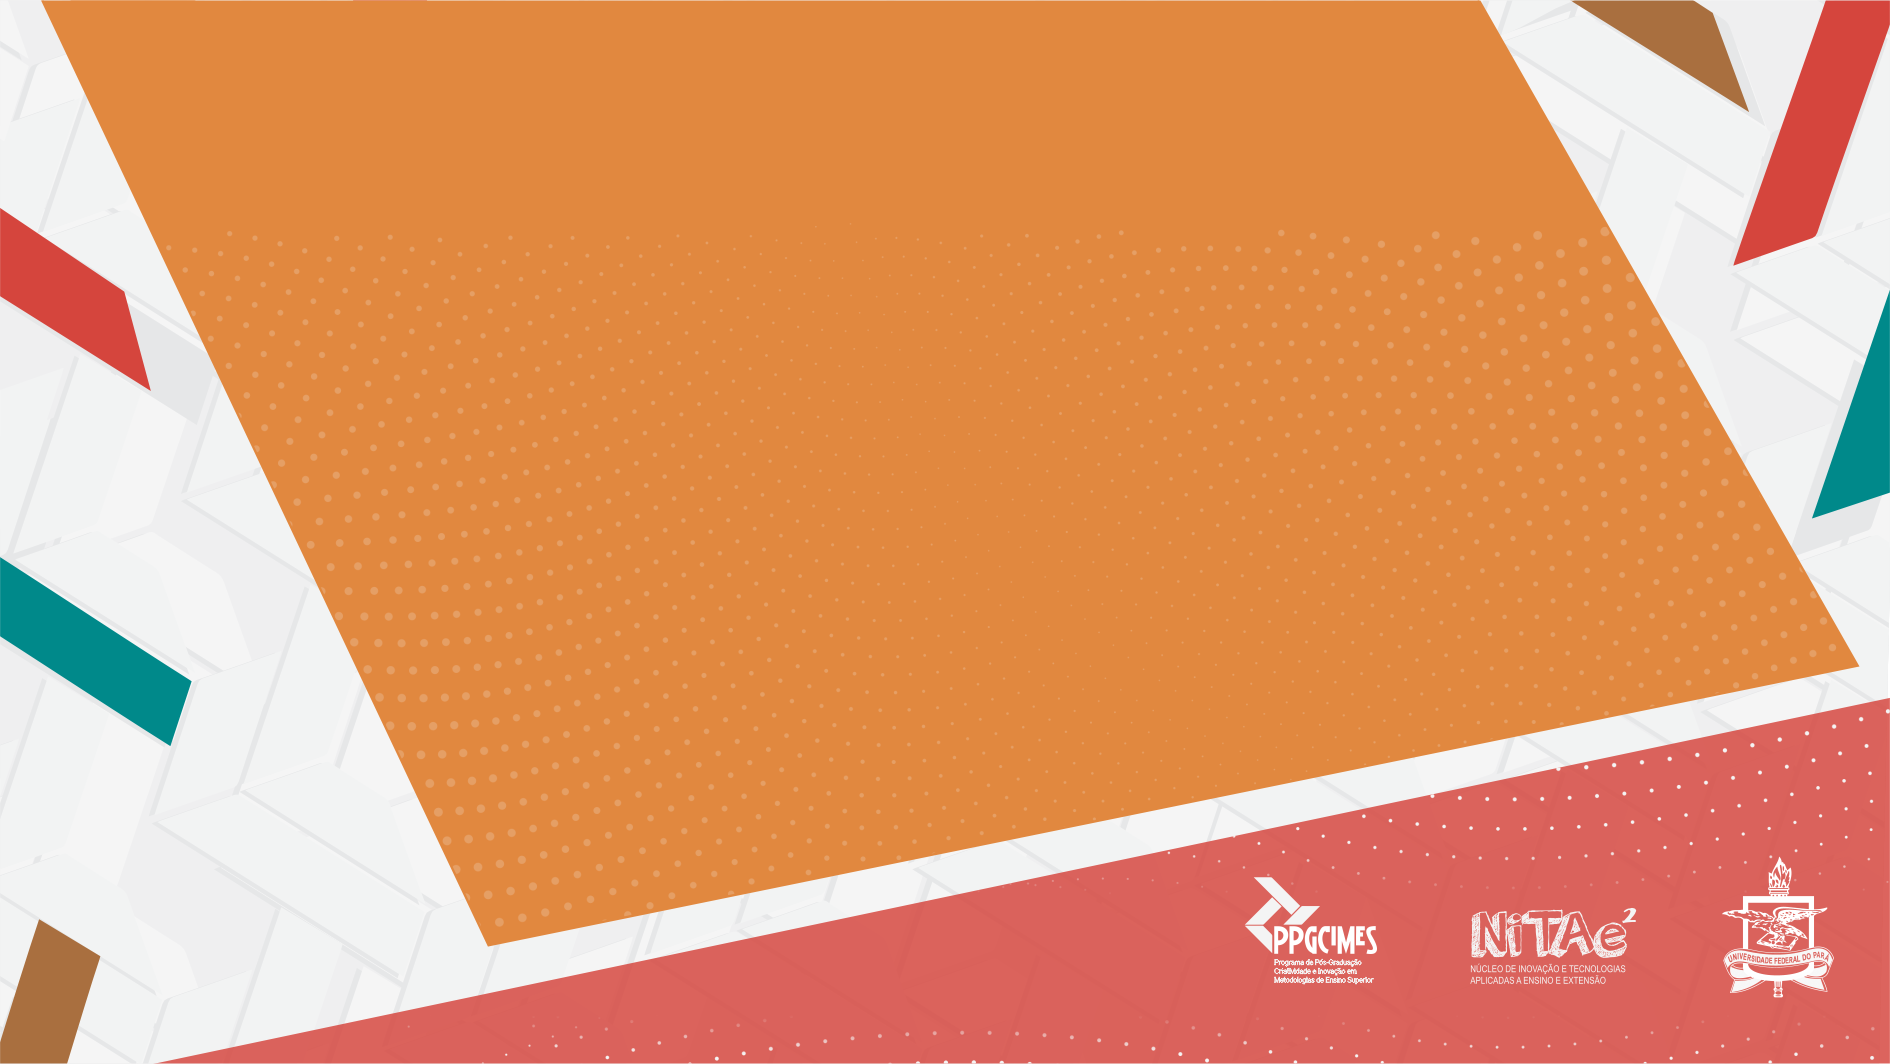 PPGCIMES
Programa de Pós-Graduação
Criatividade e Inovação em
Metodologias de Ensino Superior
NiTAe²
NÚCLEO DE INOVAÇÃO E TECNOLOGIAS
APLICADAS A ENSINO E EXTENSÃO
UNIVERSIDADE FEDERAL DO PARÁ